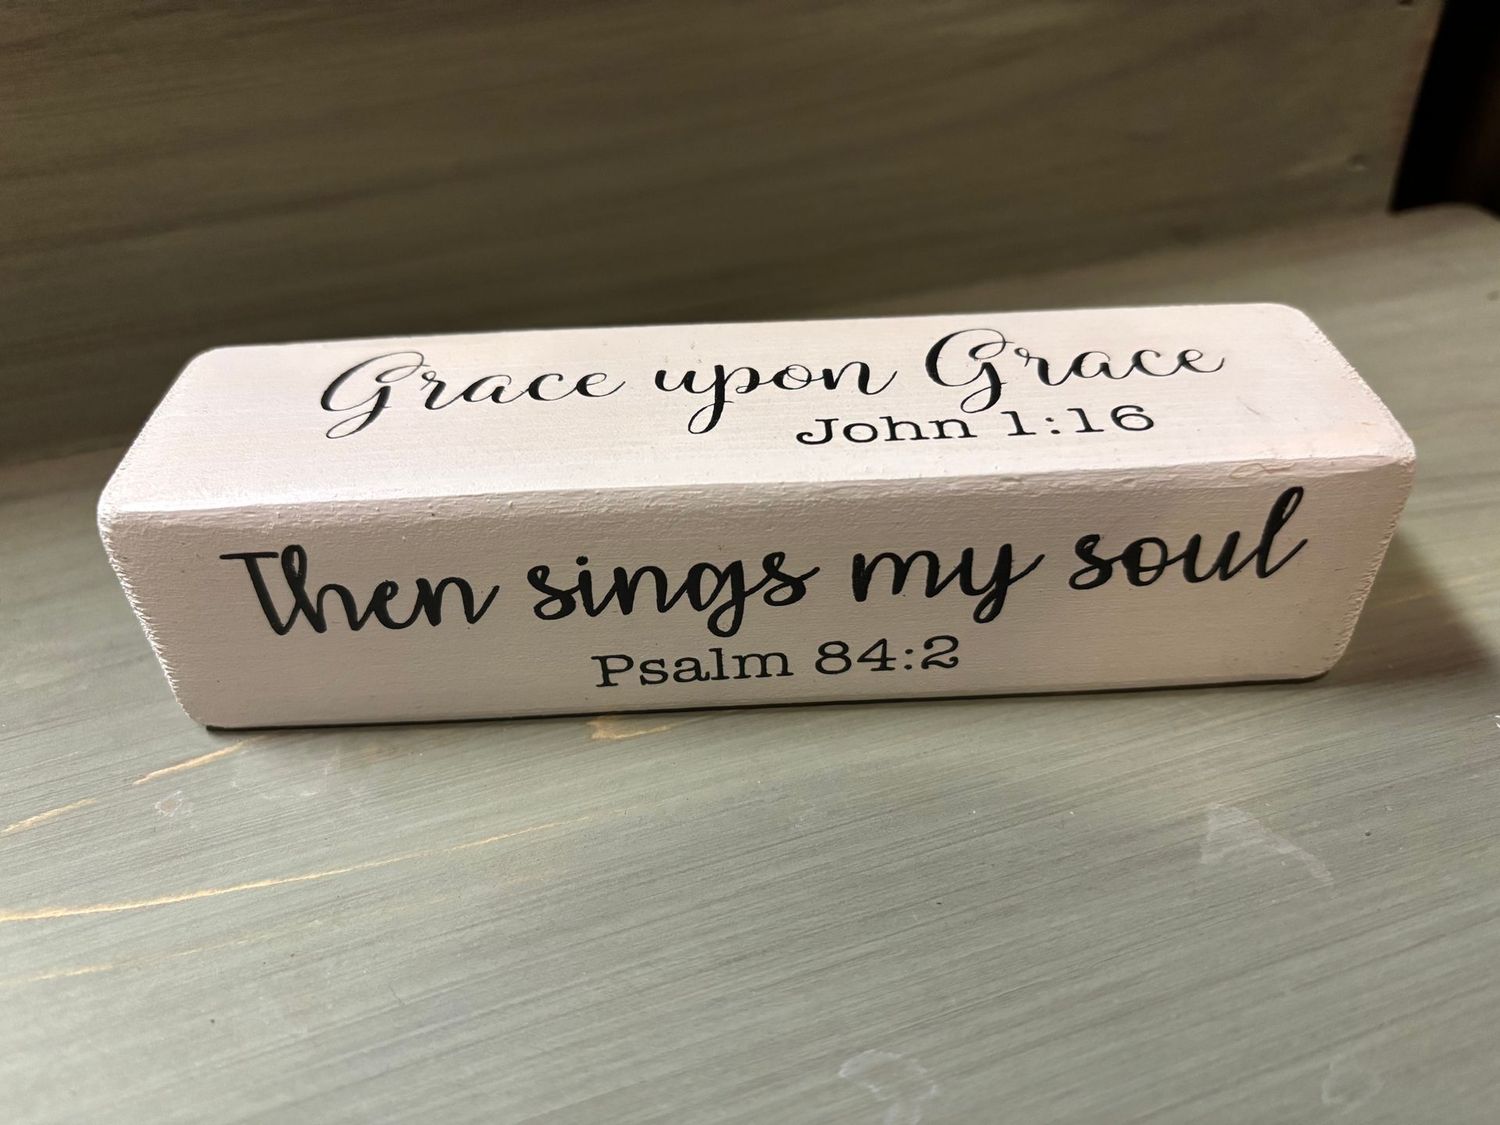 Grace upon Grace
John 1:16
Then sings my soul
Psalm 84:2